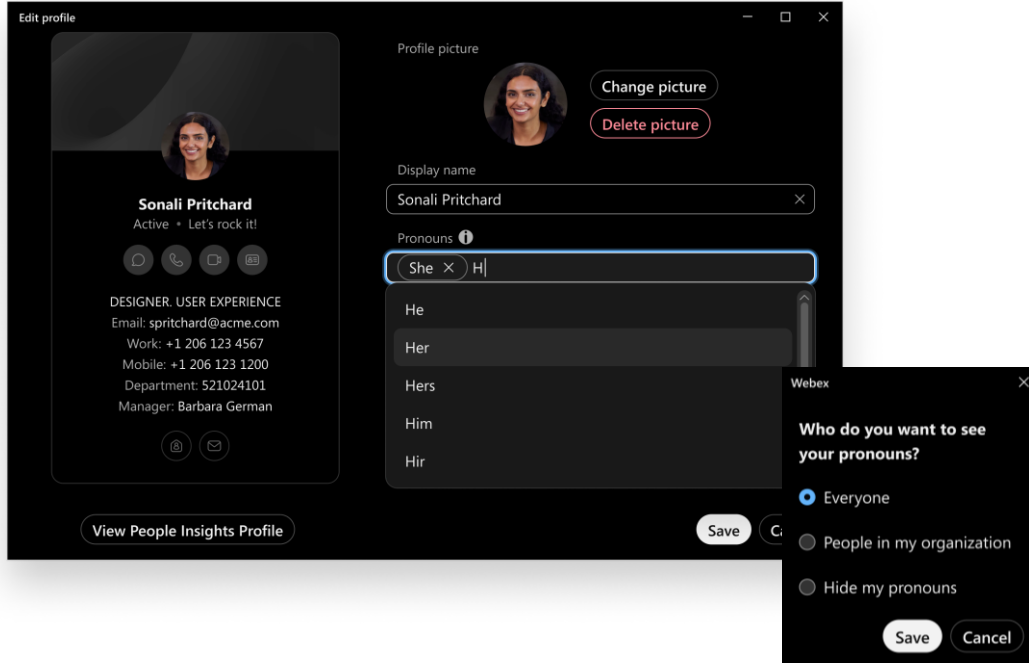 Edit profile
Sonali Pritchard
Active • Let's rock it!
DESIGNER. USER EXPERIENCE
Email: spritchard@acme.com
Work: +1 206 123 4567
Mobile: +1 206 123 1200
Department: 521024101
Manager: Barbara German
View People Insights Profile
Profile picture
Change picture
Delete picture
Display name
Sonali Pritchard
Pronouns
She H
He
Her
Hers
Him
Hir
Save
Webex
Who do you want to see
your pronouns?
Everyone
People in my organization
Hide my pronouns
Save Cancel